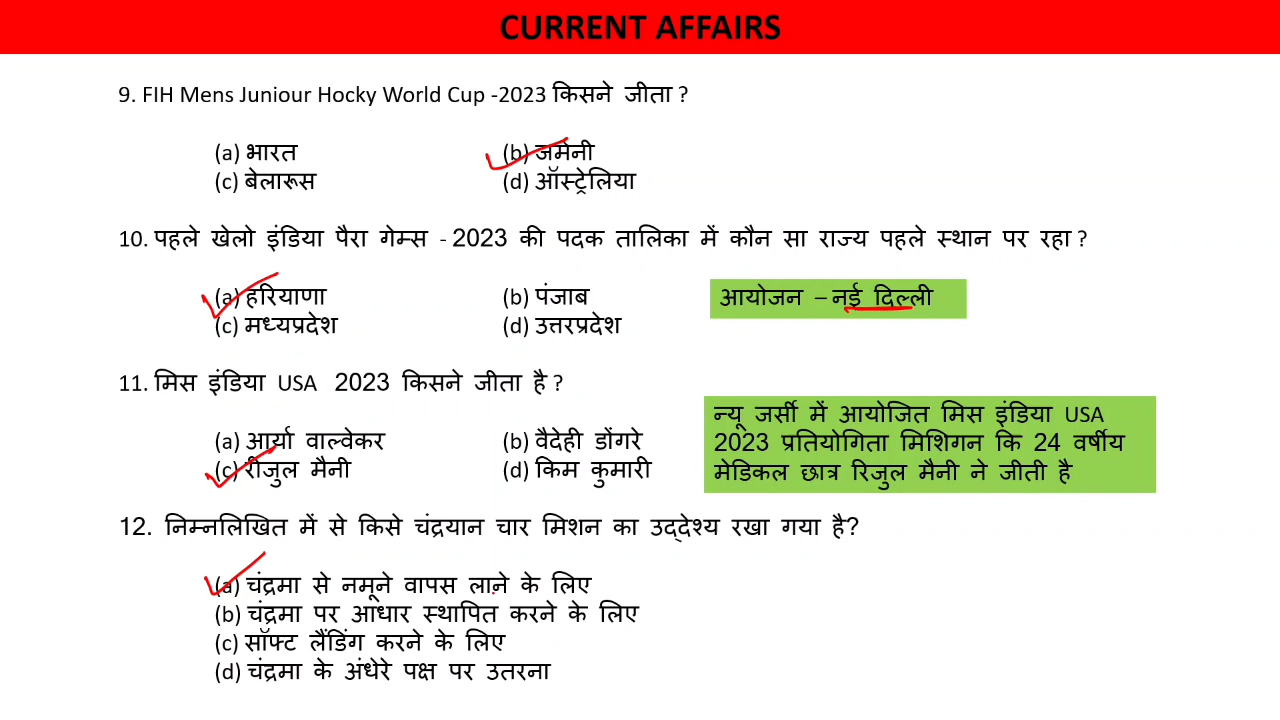 CURRENT AFFAIRS
9. FIH Mens Juniour Hocky World Cup -2023 किसने जीता ?
(a) भारत (b) जर्मनी
(c) बेलारूस (d) ऑस्ट्रेलिया
10. पहले खेलो इंडिया पैरा गेम्स - 2023 की पदक तालिका में कौन सा राज्य पहले स्थान पर रहा ?
(a) हरियाणा (b) पंजाब आयोजन – नई दिल्ली
(c) मध्यप्रदेश (d) उत्तरप्रदेश
11. मिस इंडिया USA 2023 किसने जीता है ?
(a) आर्या वाल्वेकर (b) वैदेही डोंगरे
(c) रीजुल मैनी (d) किम कुमारी
न्यू जर्सी में आयोजित मिस इंडिया USA
2023 प्रतियोगिता मिशिगन कि 24 वर्षीय
मेडिकल छात्र रिजुल मैनी ने जीती है
12. निम्नलिखित में से किसे चंद्रयान चार मिशन का उद्देश्य रखा गया है?
(a) चंद्रमा से नमूने वापस लाने के लिए
(b) चंद्रमा पर आधार स्थापित करने के लिए
(c) सॉफ्ट लैंडिंग करने के लिए
(d) चंद्रमा के अंधेरे पक्ष पर उतरना